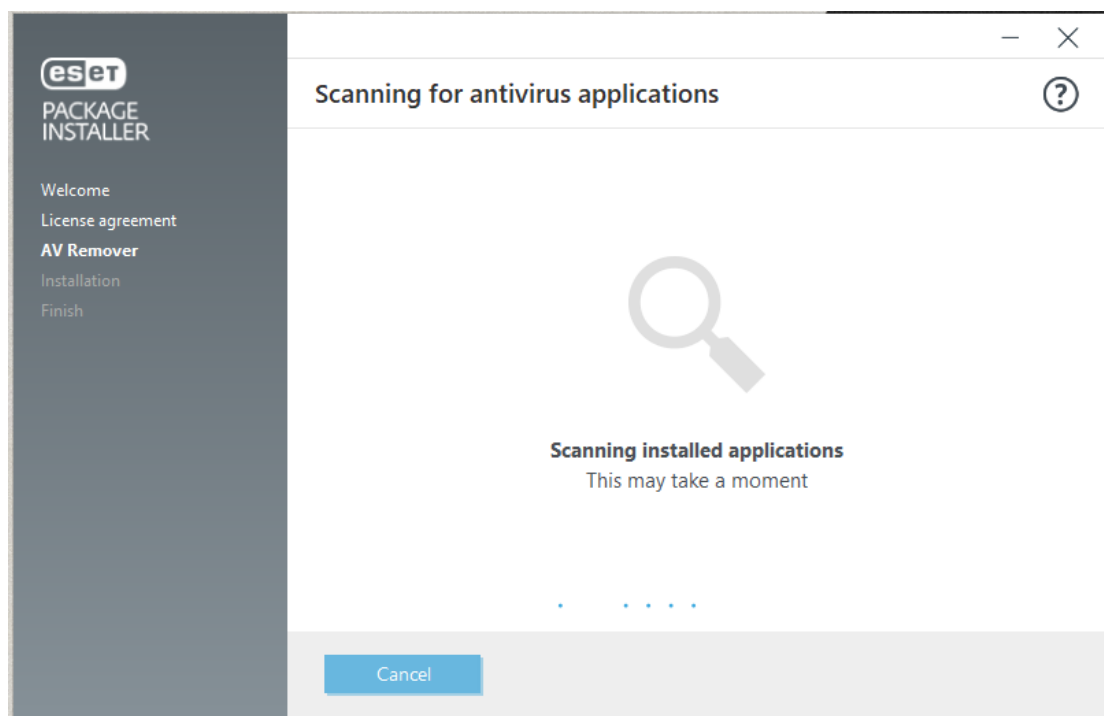 eset
PACKAGE
INSTALLER
Welcome
License agreement
AV Remover
Installation
Finish
Scanning for antivirus applications
?
Scanning installed applications
This may take a moment
Cancel